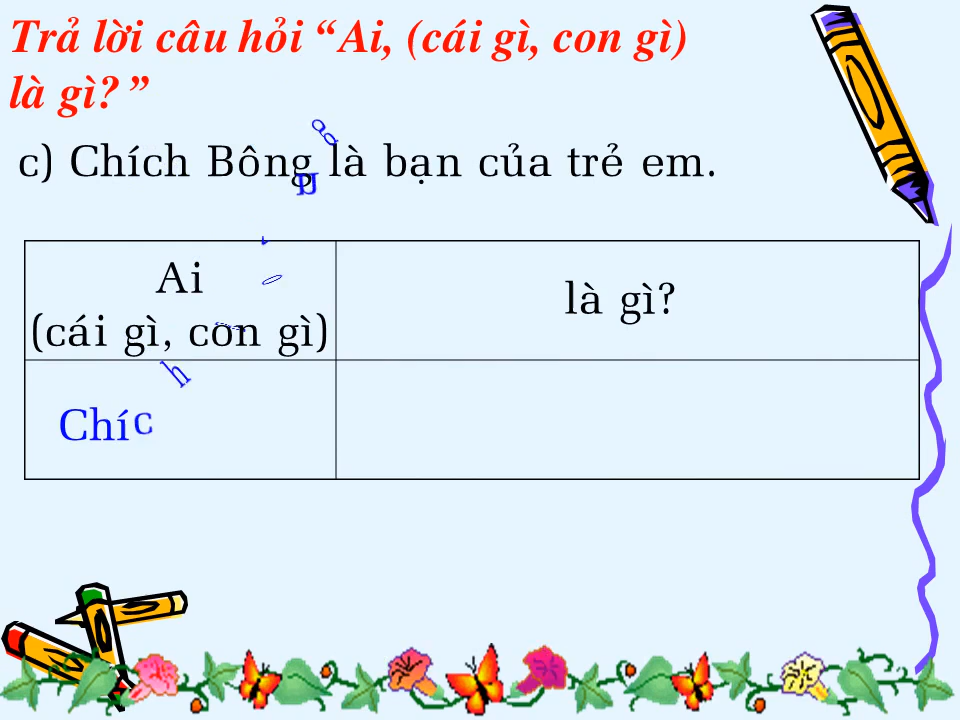 Trả lời câu hỏi “Ai, (cái gì, con gì)
là gì?”
c) Chích Bông là bạn của trẻ em.
Ai
(cái gì, con gì)
là gì?
Chíc
h